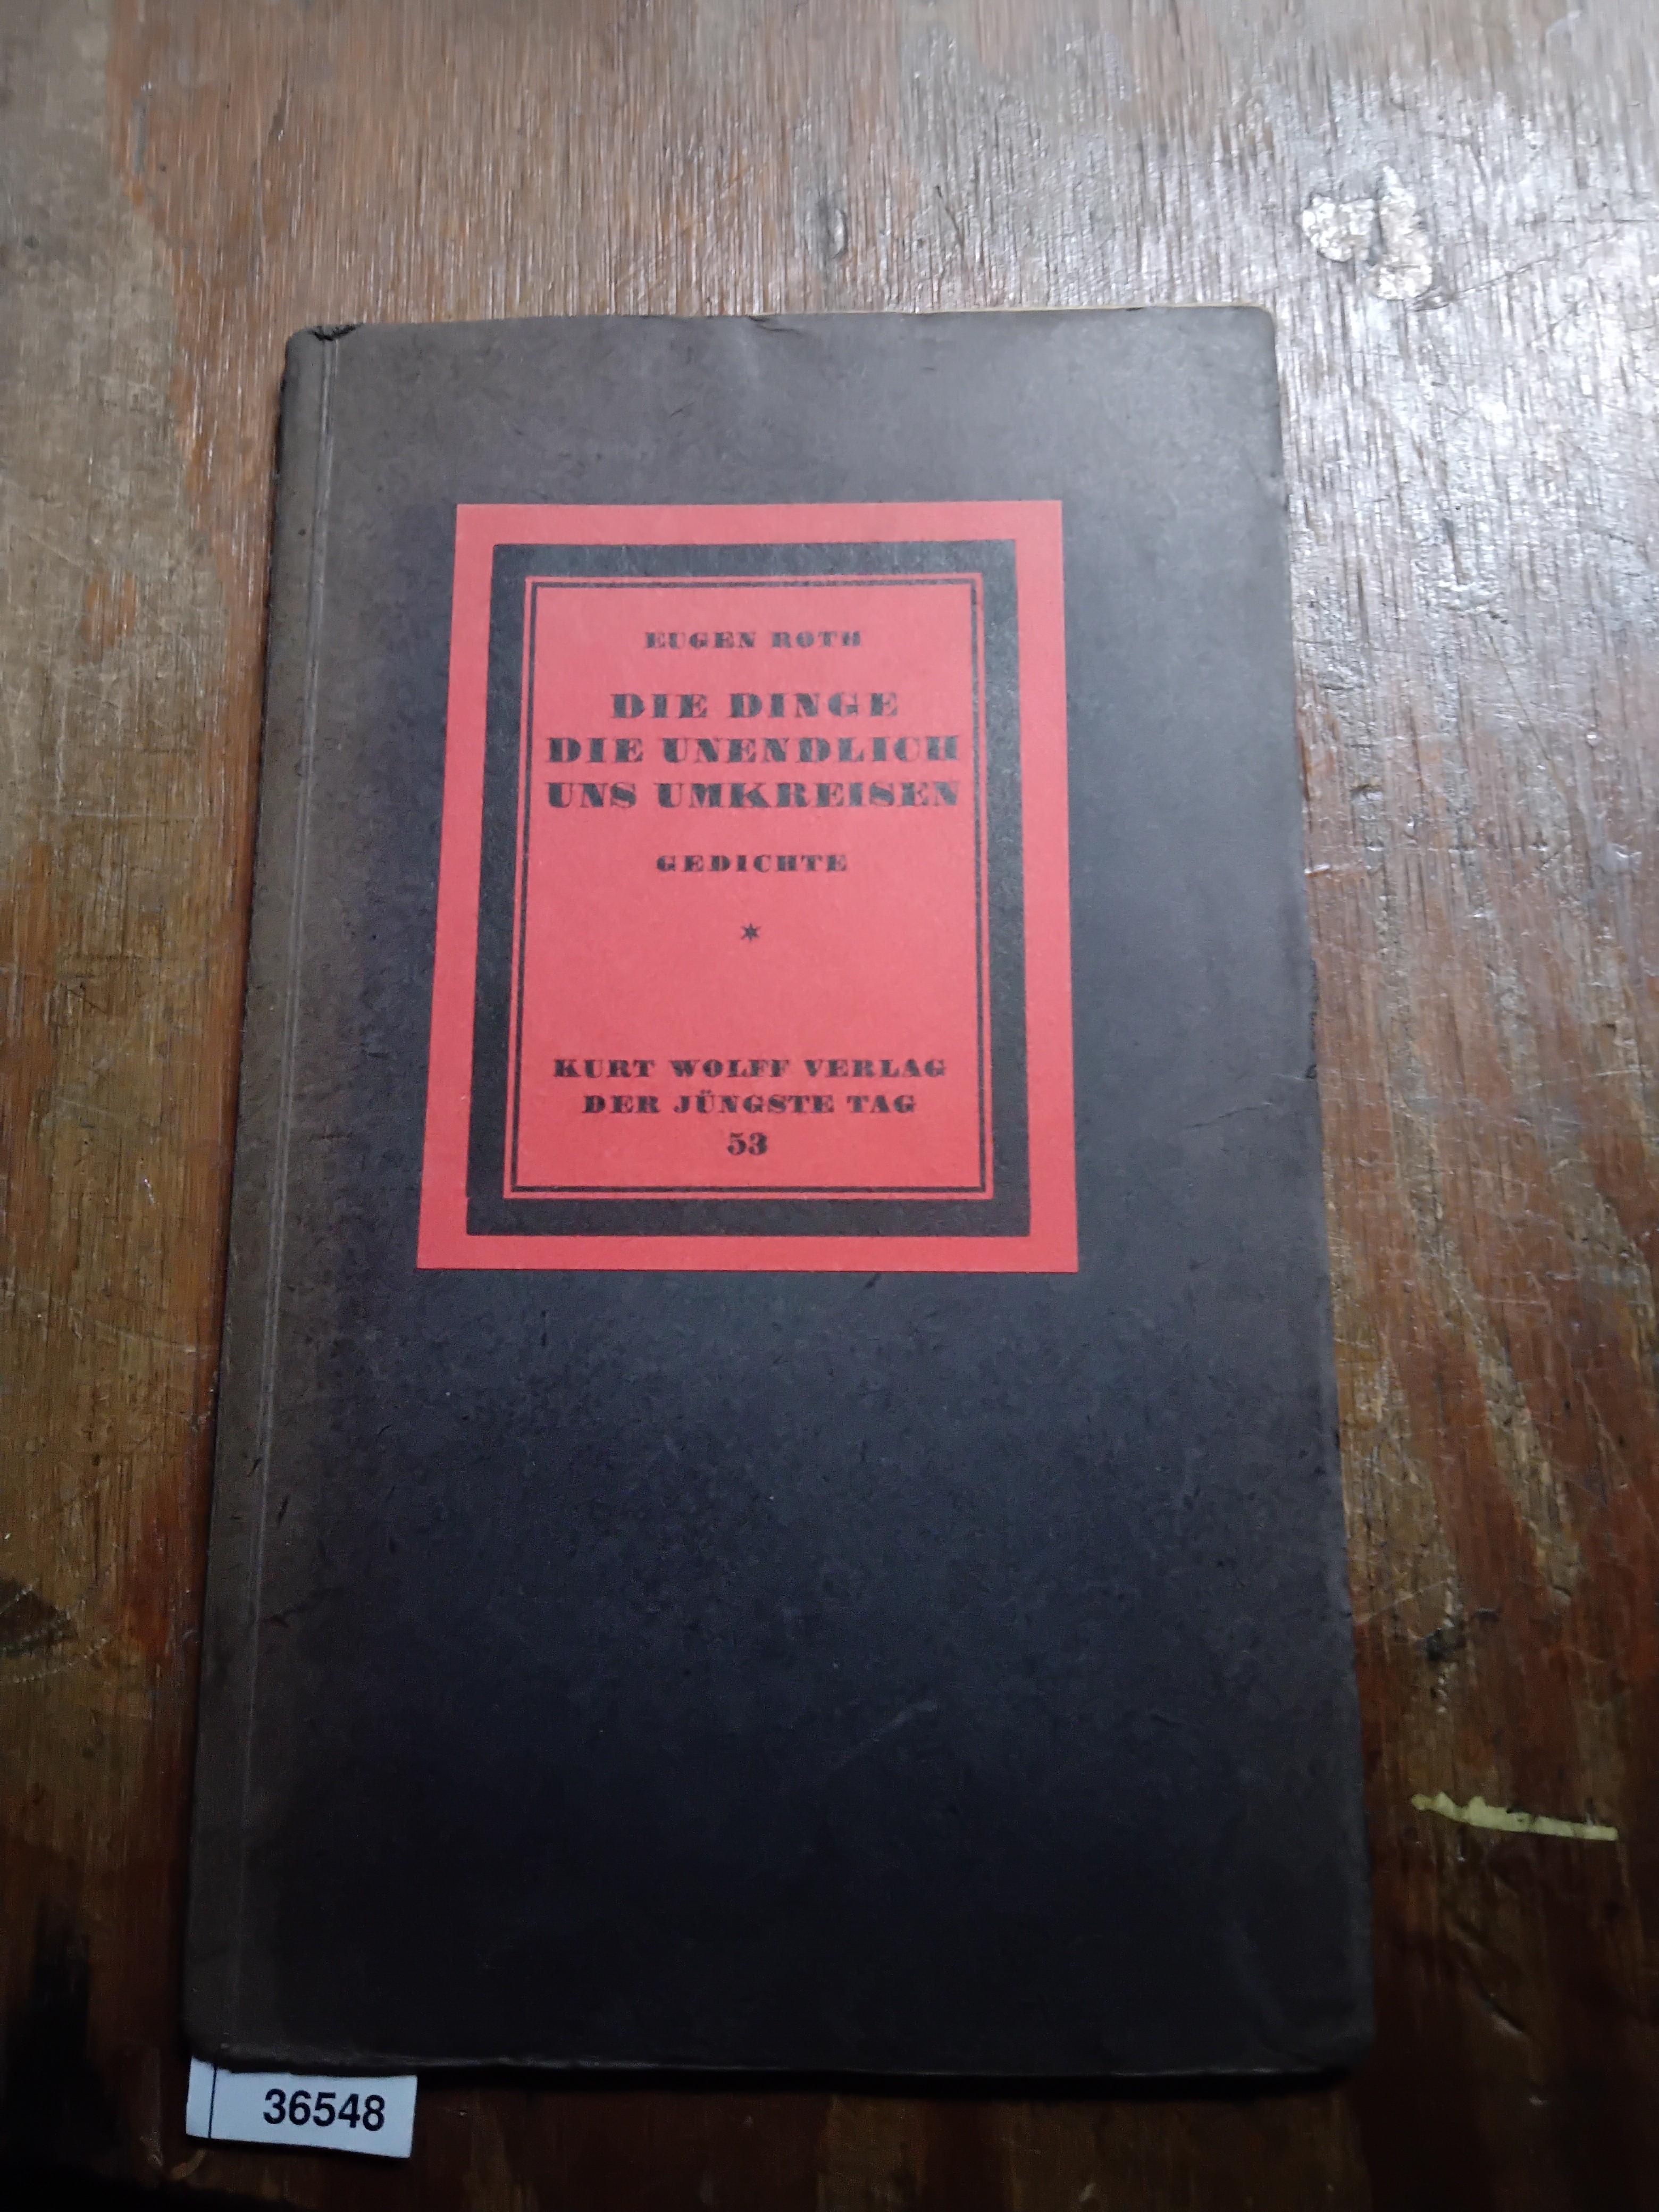 EUGEN ROTH
DIE DINGE
DIE UNENDLICH
UNS UMKREISEN
GEDICHTE
*
KURT WOLFF VERLAG
DER JÜNGSTE TAG
53
36548